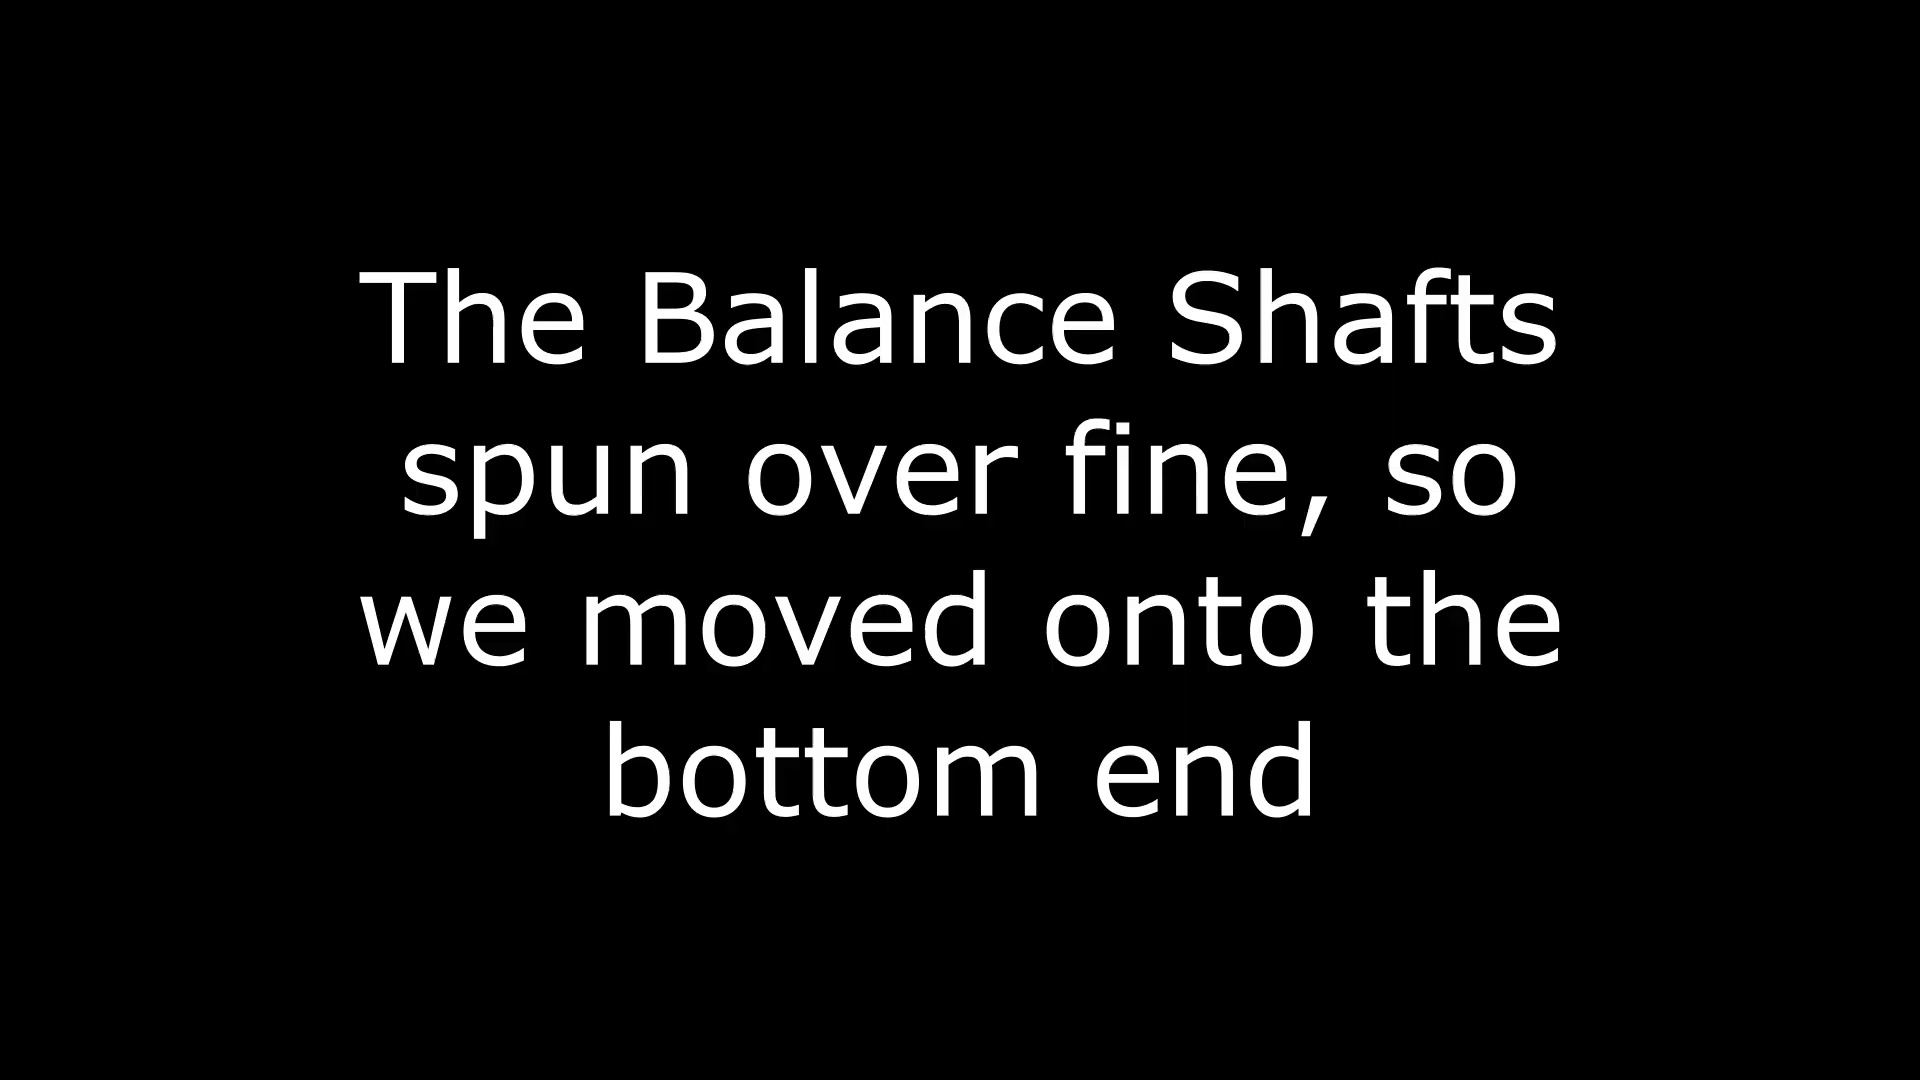 The Balance Shafts
spun over fine, so
we moved onto the
bottom end